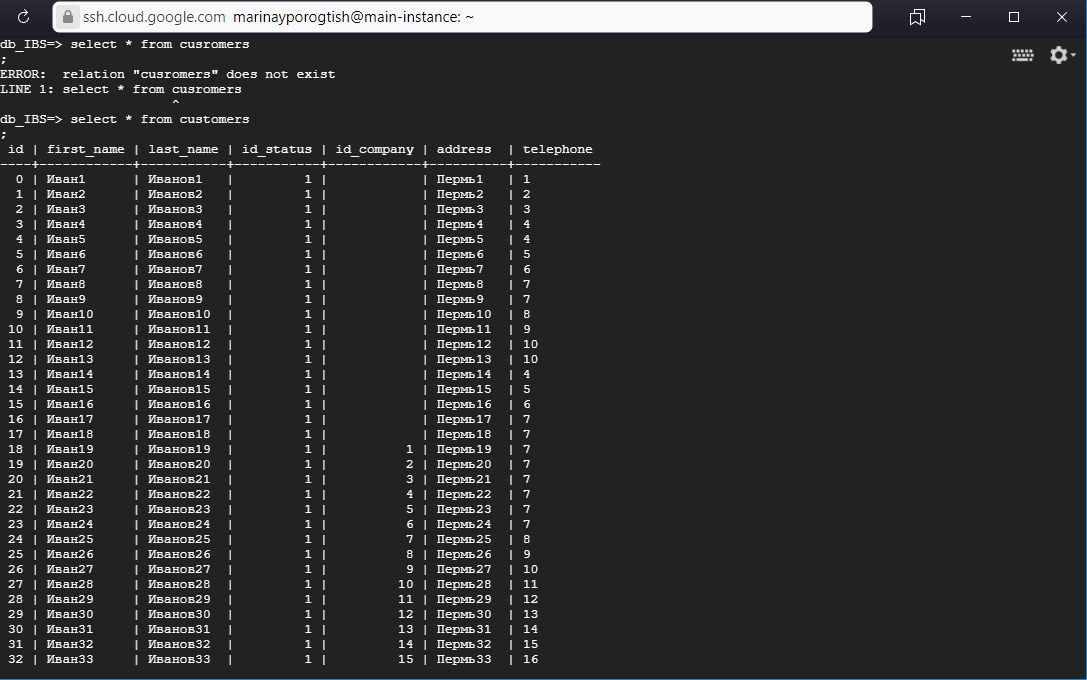 ssh.cloud.google.com marinayporogtish@main-instance: ~
db_IBS=> select * from cusromers
;
ERROR:  relation "cusromers" does not exist
LINE 1: select * from cusromers
                      ^
db_IBS=> select * from customers
;
 id | first_name | last_name | id_status | id_company | address  | telephone
----+------------+-----------+-----------+------------+----------+-----------
  0 | Иван1      | Иванов1   |         1 |            | Пермь1   | 1
  1 | Иван2      | Иванов2   |         1 |            | Пермь2   | 2
  2 | Иван3      | Иванов3   |         1 |            | Пермь3   | 3
  3 | Иван4      | Иванов4   |         1 |            | Пермь4   | 4
  4 | Иван5      | Иванов5   |         1 |            | Пермь5   | 4
  5 | Иван6      | Иванов6   |         1 |            | Пермь6   | 5
  6 | Иван7      | Иванов7   |         1 |            | Пермь7   | 6
  7 | Иван8      | Иванов8   |         1 |            | Пермь8   | 7
  8 | Иван9      | Иванов9   |         1 |            | Пермь9   | 7
  9 | Иван10     | Иванов10  |         1 |            | Пермь10  | 8
 10 | Иван11     | Иванов11  |         1 |            | Пермь11  | 9
 11 | Иван12     | Иванов12  |         1 |            | Пермь12  | 10
 12 | Иван13     | Иванов13  |         1 |            | Пермь13  | 10
 13 | Иван14     | Иванов14  |         1 |            | Пермь14  | 4
 14 | Иван15     | Иванов15  |         1 |            | Пермь15  | 5
 15 | Иван16     | Иванов16  |         1 |            | Пермь16  | 6
 16 | Иван17     | Иванов17  |         1 |            | Пермь17  | 7
 17 | Иван18     | Иванов18  |         1 |            | Пермь18  | 7
 18 | Иван19     | Иванов19  |         1 |          1 | Пермь19  | 7
 19 | Иван20     | Иванов20  |         1 |          2 | Пермь20  | 7
 20 | Иван21     | Иванов21  |         1 |          3 | Пермь21  | 7
 21 | Иван22     | Иванов22  |         1 |          4 | Пермь22  | 7
 22 | Иван23     | Иванов23  |         1 |          5 | Пермь23  | 7
 23 | Иван24     | Иванов24  |         1 |          6 | Пермь24  | 7
 24 | Иван25     | Иванов25  |         1 |          7 | Пермь25  | 8
 25 | Иван26     | Иванов26  |         1 |          8 | Пермь26  | 9
 26 | Иван27     | Иванов27  |         1 |          9 | Пермь27  | 10
 27 | Иван28     | Иванов28  |         1 |         10 | Пермь28  | 11
 28 | Иван29     | Иванов29  |         1 |         11 | Пермь29  | 12
 29 | Иван30     | Иванов30  |         1 |         12 | Пермь30  | 13
 30 | Иван31     | Иванов31  |         1 |         13 | Пермь31  | 14
 31 | Иван32     | Иванов32  |         1 |         14 | Пермь32  | 15
 32 | Иван33     | Иванов33  |         1 |         15 | Пермь33  | 16